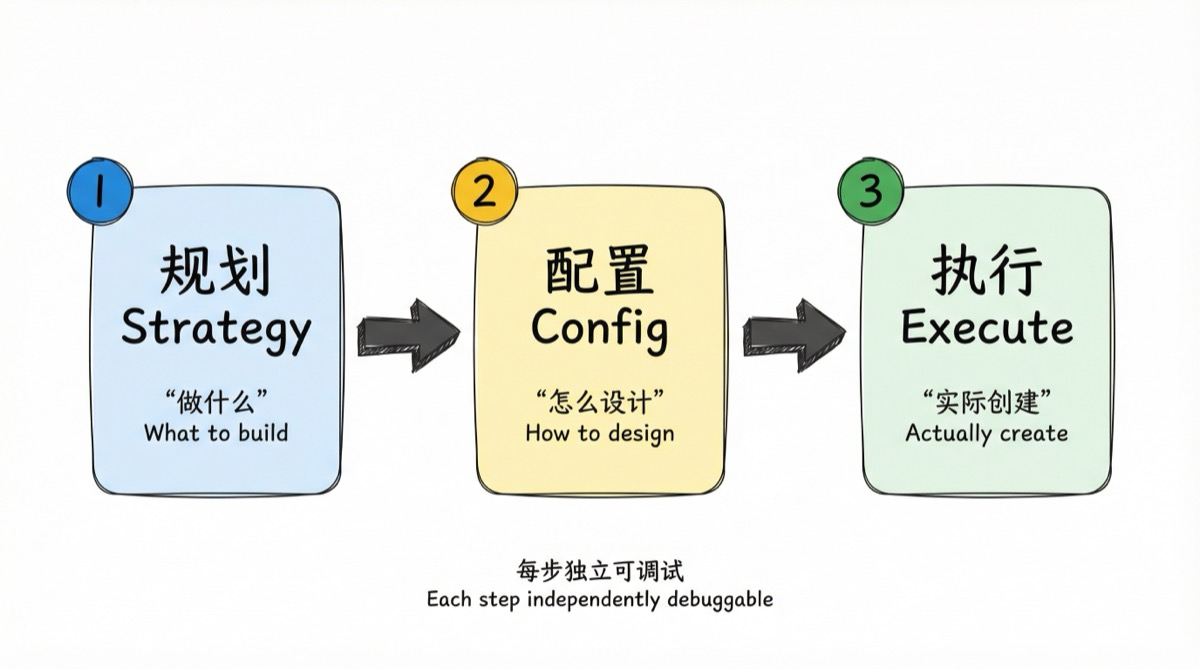 1
规划
Strategy
“做什么”
What to build
2
配置
Config
“怎么设计”
How to design
3
执行
Execute
“实际创建”
Actually create
每步独立可调试
Each step independently debuggable